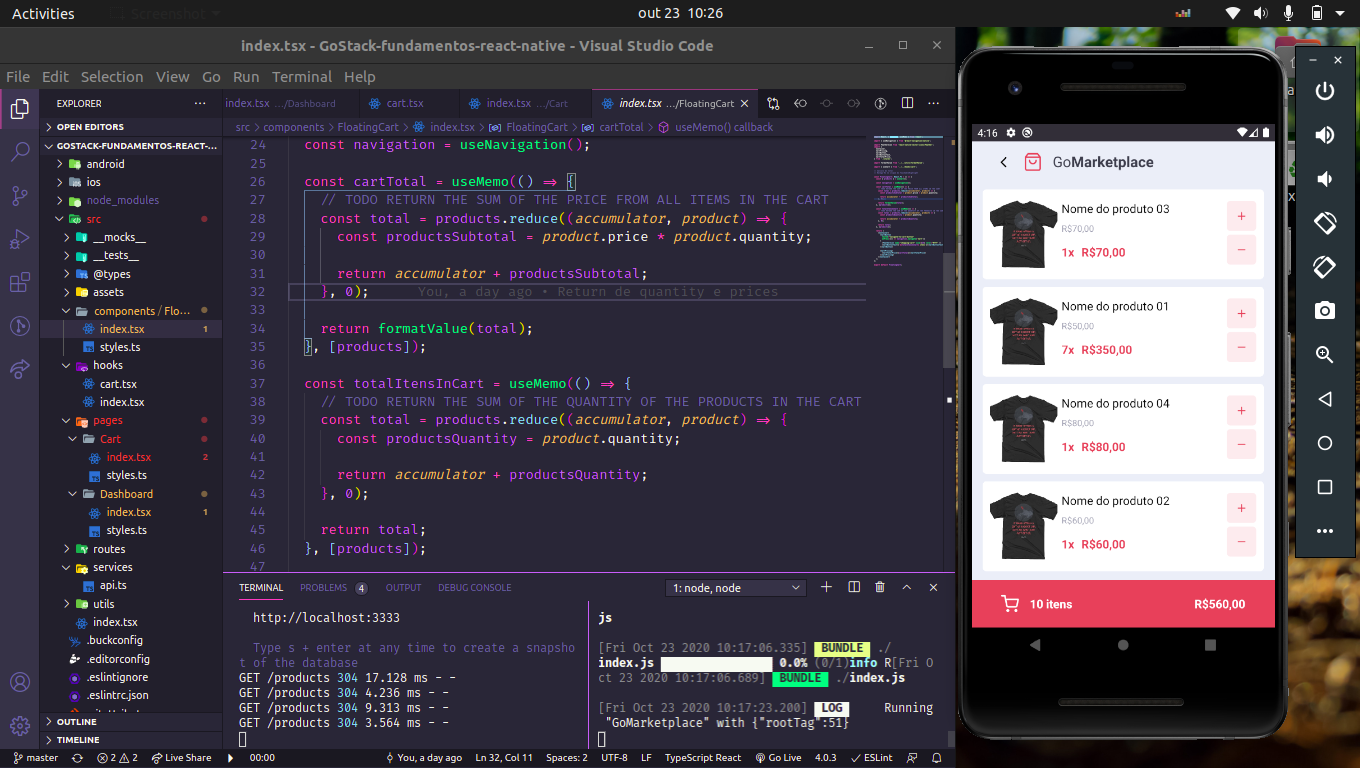 Activities
Screenshot
out 23 10:26
index.tsx - GoStack-fundamentos-react-native - Visual Studio Code
File Edit Selection View Go Run Terminal Help
EXPLORER
OPEN EDITORS
GOSTACK-FUNDAMENTOS-REACT-...
android
ios
node_modules
src
__mocks__
__tests__
@types
assets
components / Flo...
index.tsx 1
styles.ts
hooks
cart.tsx
index.tsx
pages
Cart
index.tsx 2
styles.ts
Dashboard
index.tsx 1
styles.ts
routes
services
api.ts
utils
index.tsx
.buckconfig
.editorconfig
.eslintignore
.eslintrc.json
OUTLINE
TIMELINE
index.tsx .../Dashboard
cart.tsx
index.tsx .../Cart
index.tsx .../FloatingCart
src > components > FloatingCart > index.tsx > FloatingCart > cartTotal > useMemo() callback
24 const navigation = useNavigation();
25
26 const cartTotal = useMemo(() => {
27 // TODO RETURN THE SUM OF THE PRICE FROM ALL ITEMS IN THE CART
28 const total = products.reduce((accumulator, product) => {
29 const productsSubtotal = product.price * product.quantity;
30
31 return accumulator + productsSubtotal;
32 }, 0); You, a day ago • Return de quantity e prices
33
34 return formatValue(total);
35 }, [products]);
36
37 const totalItensInCart = useMemo(() => {
38 // TODO RETURN THE SUM OF THE QUANTITY OF THE PRODUCTS IN THE CART
39 const total = products.reduce((accumulator, product) => {
40 const productsQuantity = product.quantity;
41
42 return accumulator + productsQuantity;
43 }, 0);
44
45 return total;
46 }, [products]);
47
TERMINAL PROBLEMS 4 OUTPUT DEBUG CONSOLE
1: node, node
http://localhost:3333
Type s + enter at any time to create a snapsho
t of the database
GET /products 304 17.128 ms - -
GET /products 304 4.236 ms - -
GET /products 304 9.313 ms - -
GET /products 304 3.564 ms - -
js
[Fri Oct 23 2020 10:17:06.335] BUNDLE ./
index.js 0.0% (0/1)info R[Fri O
ct 23 2020 10:17:06.689] BUNDLE ./index.js
[Fri Oct 23 2020 10:17:23.200] LOG Running
"GoMarketplace" with {"rootTag":51}
master 2 2 Live Share 00:00 You, a day ago Ln 32, Col 11 Spaces: 2 UTF-8 LF TypeScript React Go Live 4.0.3 ESLint
4:16
GoMarketplace
Nome do produto 03
R$70,00
1x R$70,00
Nome do produto 01
R$50,00
7x R$350,00
Nome do produto 04
R$80,00
1x R$80,00
Nome do produto 02
R$60,00
1x R$60,00
10 itens
R$560,00